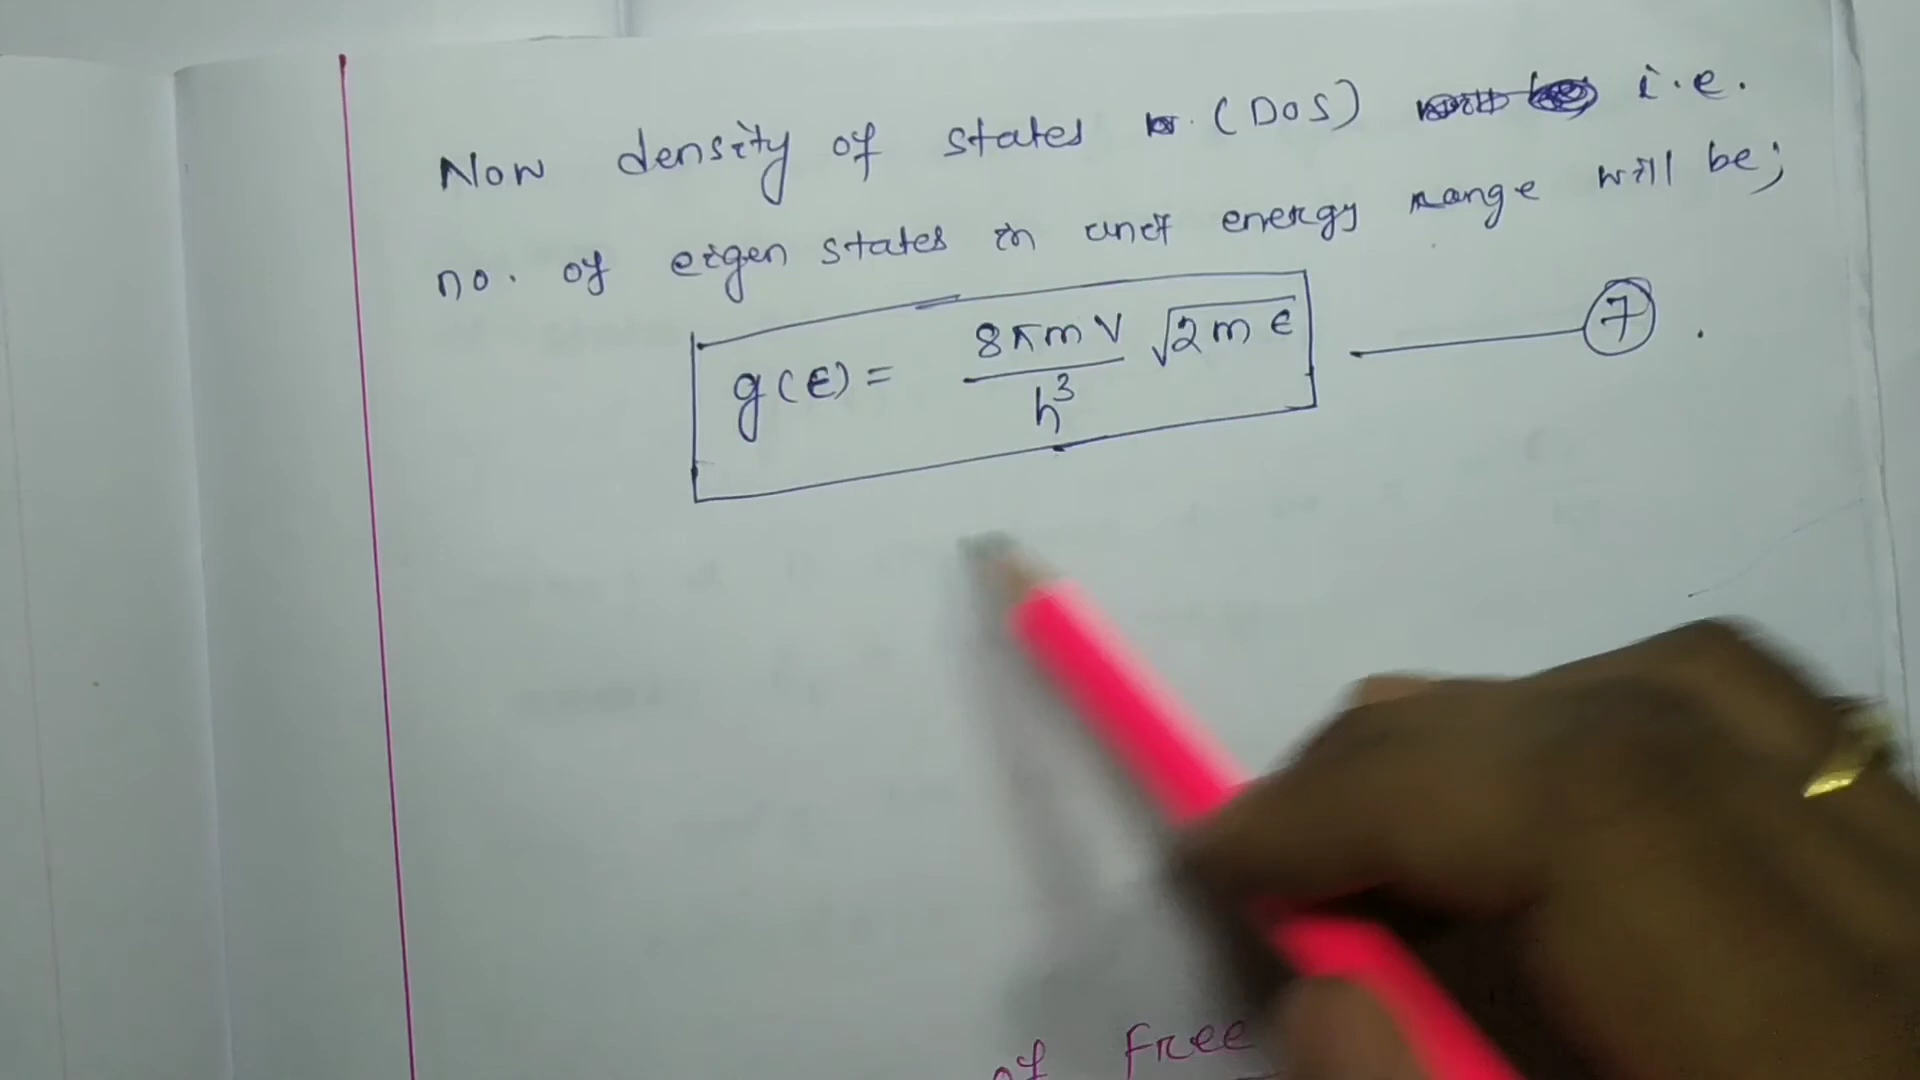 Now density of states (DOS) i.e.
no. of eigen states in unit energy range will be;
g(ϵ) = 8πmV/h³ √2mϵ ⑦.
of Free